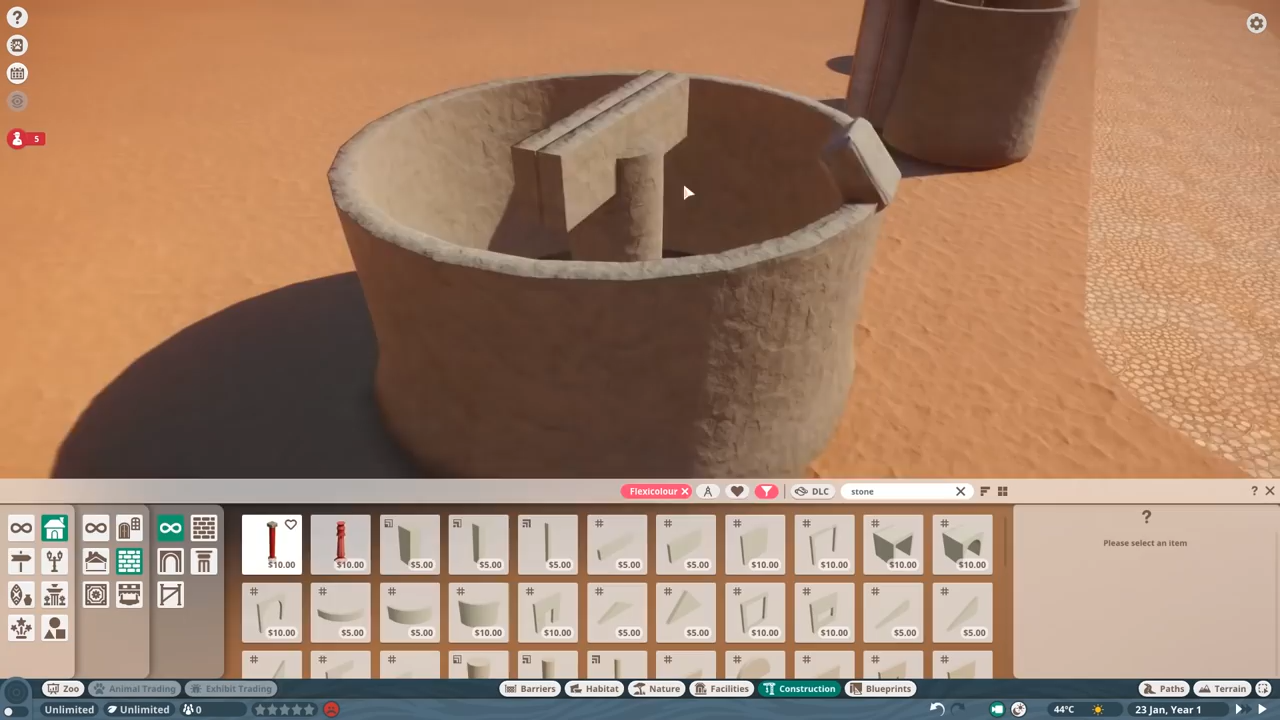 ?
5
Flexicolour ×
DLC
stone
?
$10.00 $10.00 $5.00 $5.00 $5.00 $5.00 $5.00 $10.00 $10.00 $10.00 $10.00
?
Please select an item
$10.00 $5.00 $5.00 $10.00 $10.00 $5.00 $5.00 $10.00 $10.00 $5.00 $5.00
Zoo Animal Trading Exhibit Trading Barriers Habitat Nature Facilities Construction Blueprints Paths Terrain
Unlimited Unlimited 0 44°C 23 Jan, Year 1